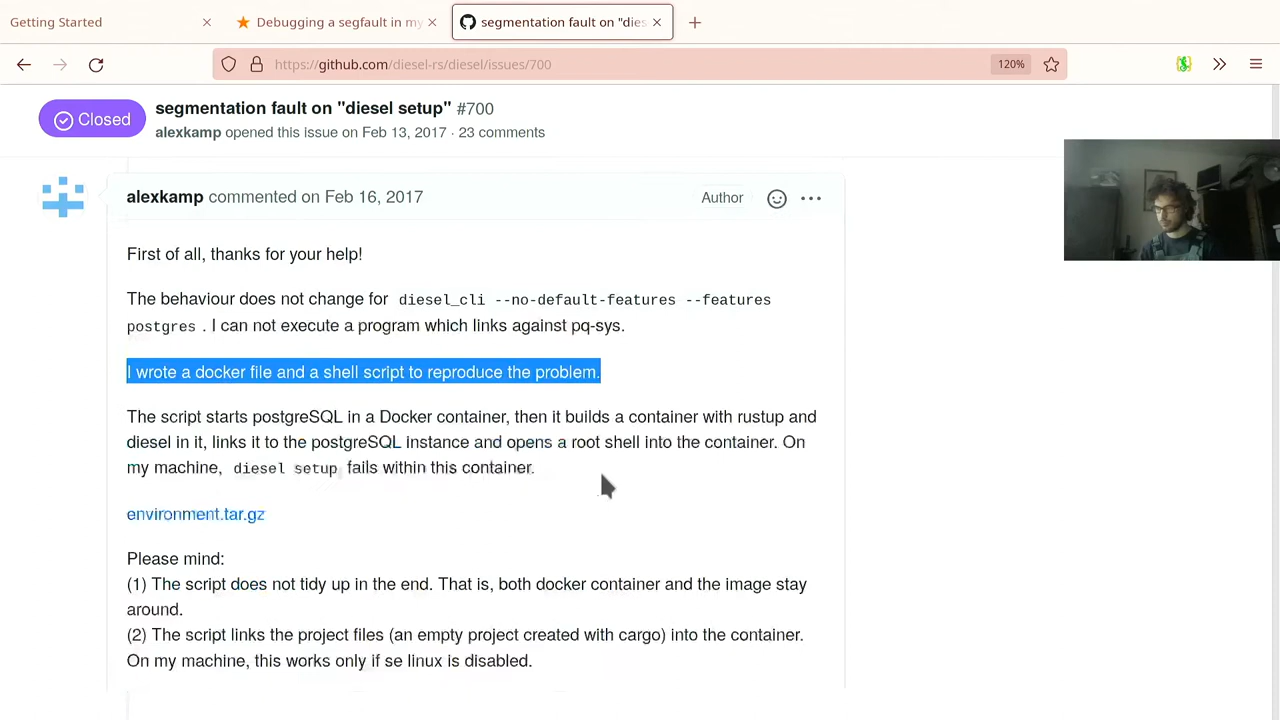 Getting Started
Debugging a segfault in my
segmentation fault on "dies
https://github.com/diesel-rs/diesel/issues/700
120%
Closed
segmentation fault on "diesel setup" #700
alexkamp opened this issue on Feb 13, 2017 · 23 comments
alexkamp commented on Feb 16, 2017
Author
First of all, thanks for your help!
The behaviour does not change for diesel_cli --no-default-features --features
postgres . I can not execute a program which links against pq-sys.
I wrote a docker file and a shell script to reproduce the problem.
The script starts postgreSQL in a Docker container, then it builds a container with rustup and
diesel in it, links it to the postgreSQL instance and opens a root shell into the container. On
my machine, diesel setup fails within this container.
environment.tar.gz
Please mind:
(1) The script does not tidy up in the end. That is, both docker container and the image stay
around.
(2) The script links the project files (an empty project created with cargo) into the container.
On my machine, this works only if se linux is disabled.